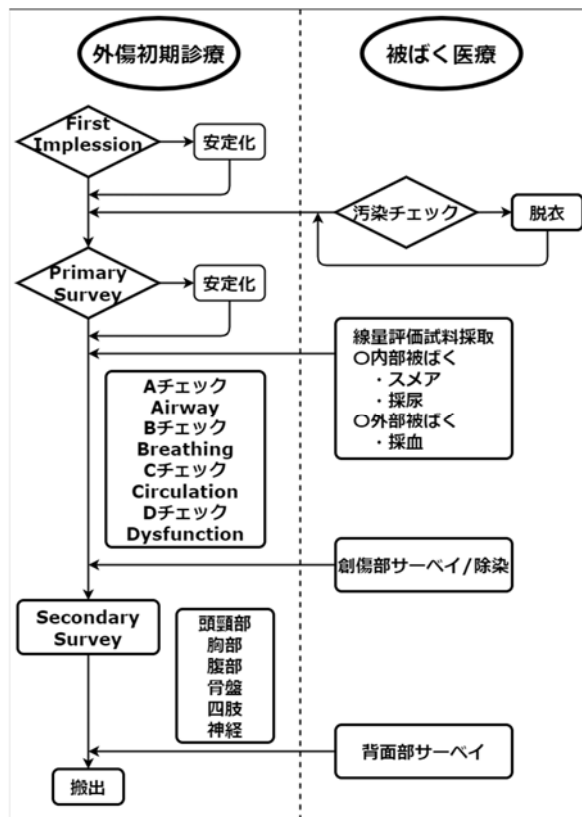 外傷初期診療
被ばく医療
First
Implession
安定化
汚染チェック
脱衣
Primary
Survey
安定化
線量評価試料採取
〇内部被ばく
・スメア
・採尿
〇外部被ばく
・採血
Aチェック
Airway
Bチェック
Breathing
Cチェック
Circulation
Dチェック
Dysfunction
創傷部サーベイ/除染
Secondary
Survey
頭頸部
胸部
腹部
骨盤
四肢
神経
背面部サーベイ
搬出